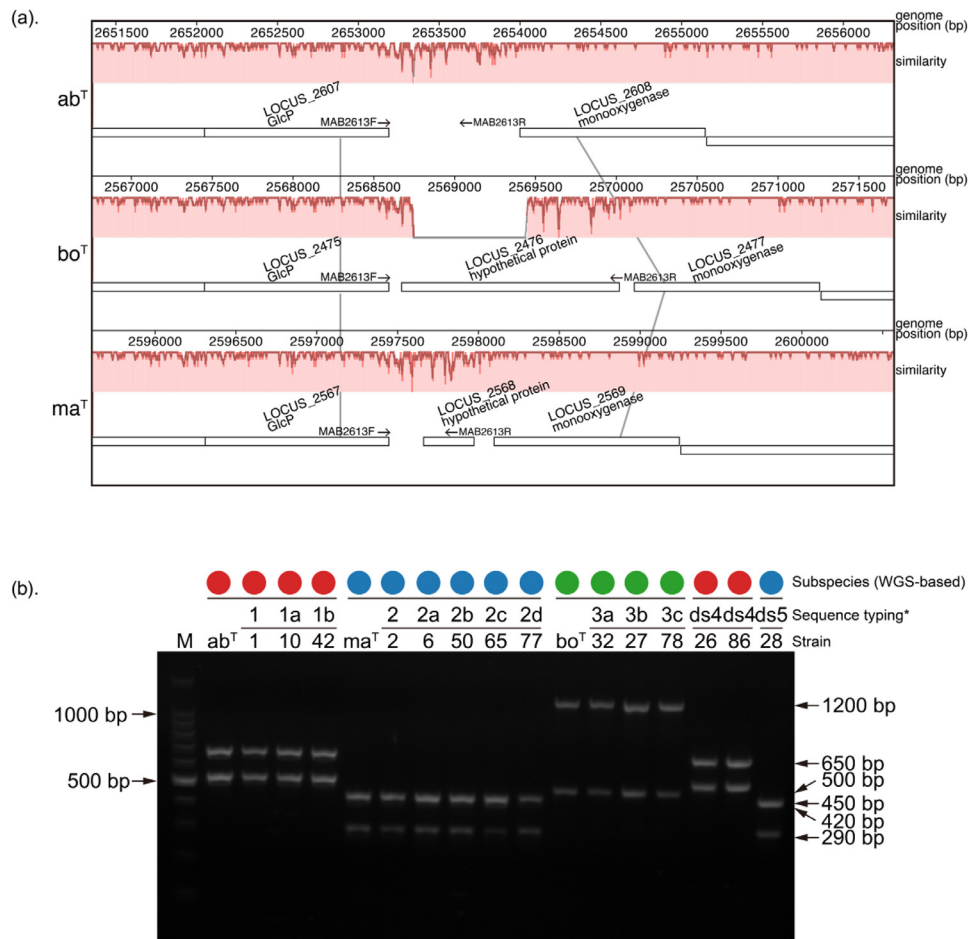 (a).
genome
position (bp)
2651500 2652000 2652500 2653000 2653500 2654000 2654500 2655000 2655500 2656000
similarity
ab^T
LOCUS_2607
GlcP
MAB2613F→
←MAB2613R
LOCUS_2608
monooxygenase
genome
position (bp)
2567000 2567500 2568000 2568500 2569000 2569500 2570000 2570500 2571000 2571500
similarity
bo^T
LOCUS_2475
GlcP
MAB2613F→
LOCUS_2476
hypothetical protein
←MAB2613R
LOCUS_2477
monooxygenase
genome
position (bp)
2596000 2596500 2597000 2597500 2598000 2598500 2599000 2599500 2600000
similarity
ma^T
LOCUS_2567
GlcP
MAB2613F→
LOCUS_2568
hypothetical protein
←MAB2613R
LOCUS_2569
monooxygenase
(b).
Subspecies (WGS-based)
1 1a 1b 2 2a 2b 2c 2d 3a 3b 3c ds4 ds4 ds5 Sequence typing*
M ab^T 1 10 42 ma^T 2 6 50 65 77 bo^T 32 27 78 26 86 28 Strain
1000 bp
500 bp
1200 bp
650 bp
500 bp
450 bp
420 bp
290 bp